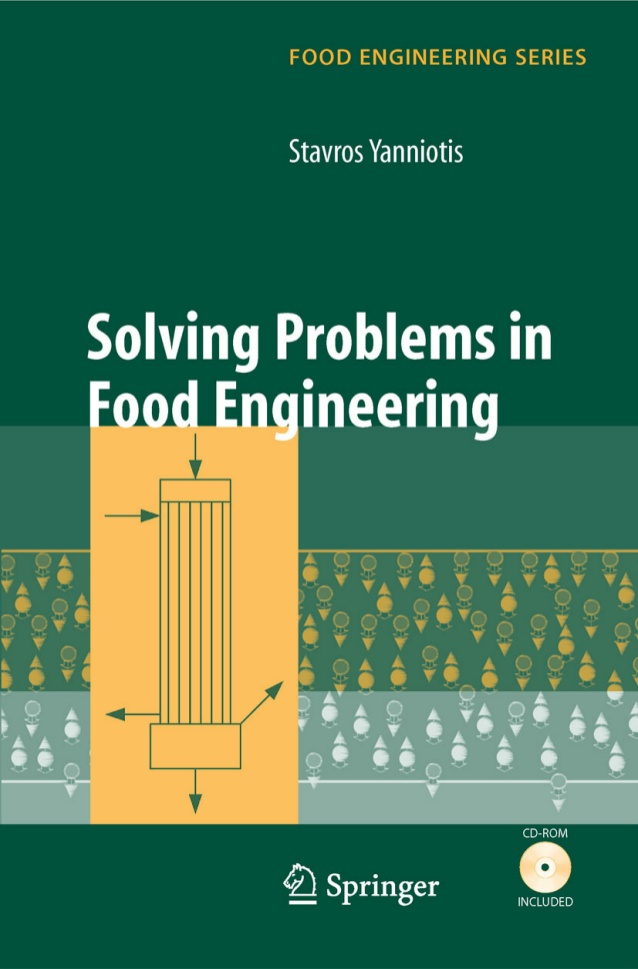 FOOD ENGINEERING SERIES
Stavros Yanniotis
Solving Problems in
Food Engineering
CD-ROM
Springer
INCLUDED